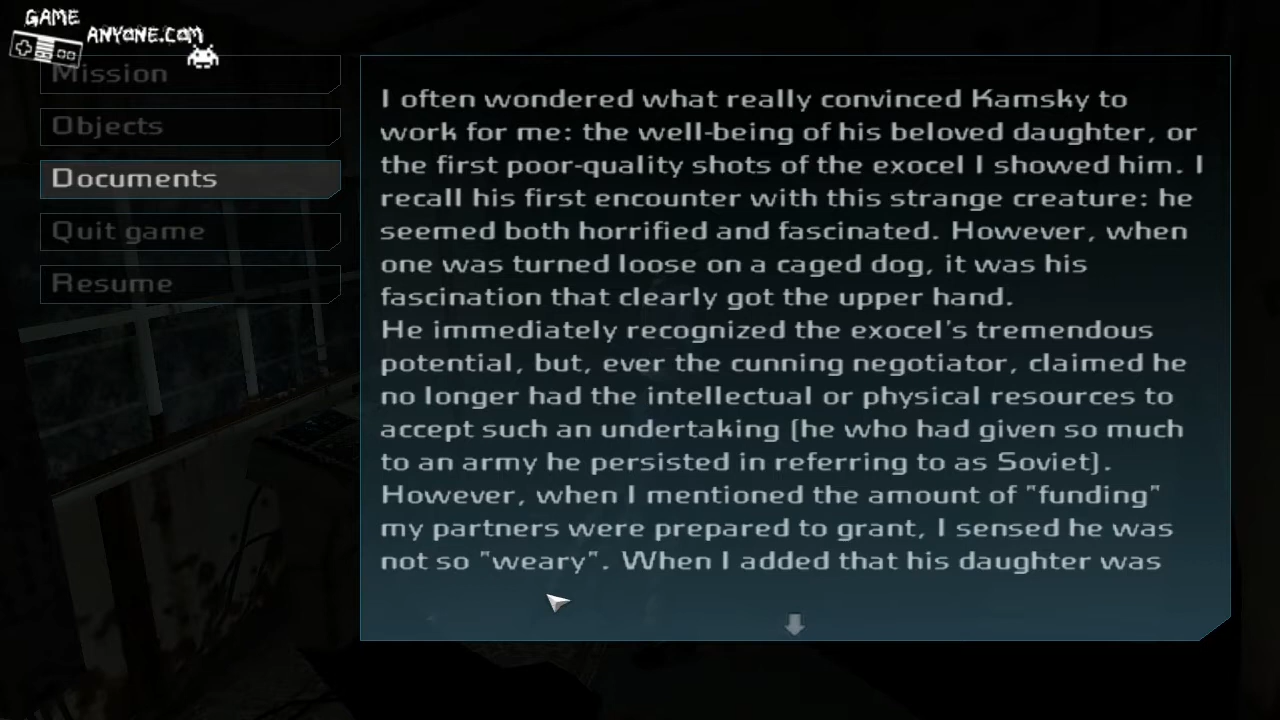 GAME
ANYONE.COM
Mission
Objects
Documents
Quit game
Resume
I often wondered what really convinced Kamsky to
work for me: the well-being of his beloved daughter, or
the first poor-quality shots of the exocel I showed him. I
recall his first encounter with this strange creature: he
seemed both horrified and fascinated. However, when
one was turned loose on a caged dog, it was his
fascination that clearly got the upper hand.
He immediately recognized the exocel's tremendous
potential, but, ever the cunning negotiator, claimed he
no longer had the intellectual or physical resources to
accept such an undertaking (he who had given so much
to an army he persisted in referring to as Soviet).
However, when I mentioned the amount of "funding"
my partners were prepared to grant, I sensed he was
not so "weary". When I added that his daughter was